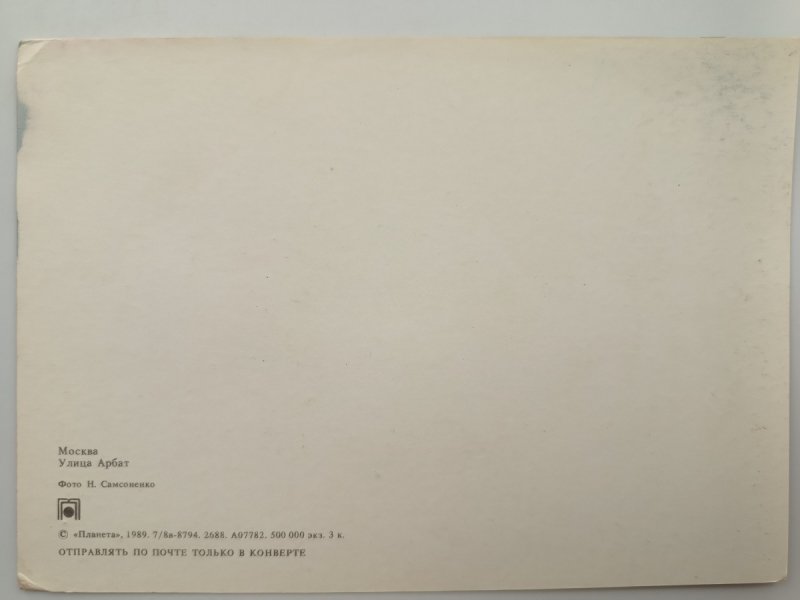 Москва
Улица Арбат
Фото Н. Самсоненко
© «Планета», 1989. 7/8в-8794. 2688. А07782. 500 000 экз. 3 к.
ОТПРАВЛЯТЬ ПО ПОЧТЕ ТОЛЬКО В КОНВЕРТЕ